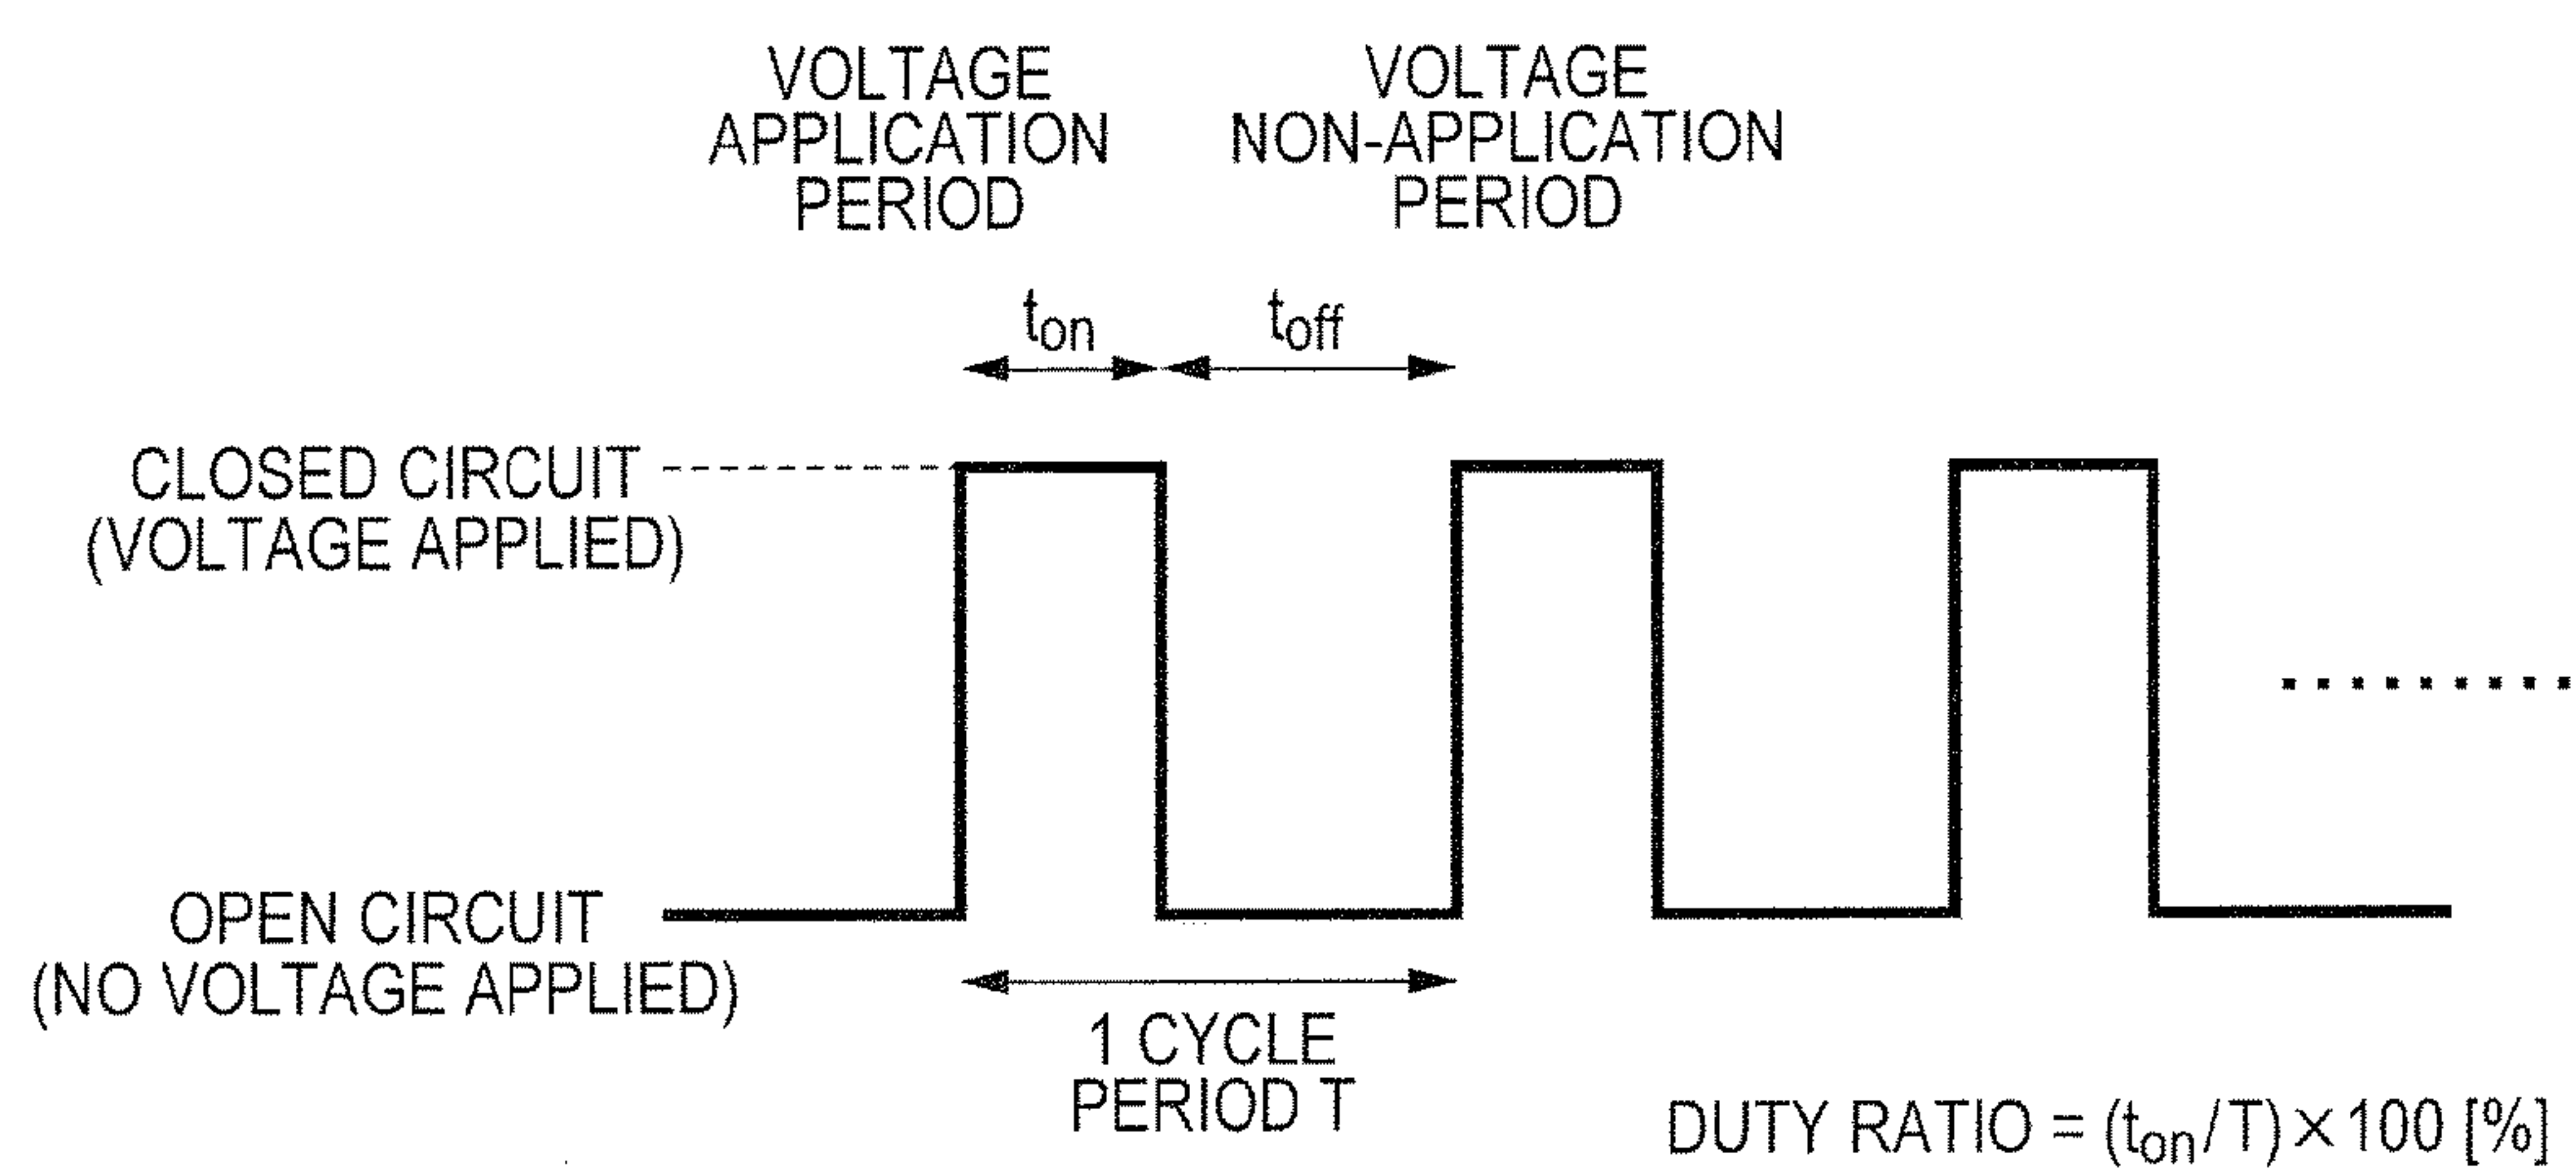 VOLTAGE
APPLICATION
PERIOD
VOLTAGE
NON-APPLICATION
PERIOD
t_on
t_off
CLOSED CIRCUIT
(VOLTAGE APPLIED)
OPEN CIRCUIT
(NO VOLTAGE APPLIED)
1 CYCLE
PERIOD T
DUTY RATIO = (t_on/T)×100 [%]